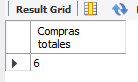 Result Grid
Compras
totales
6